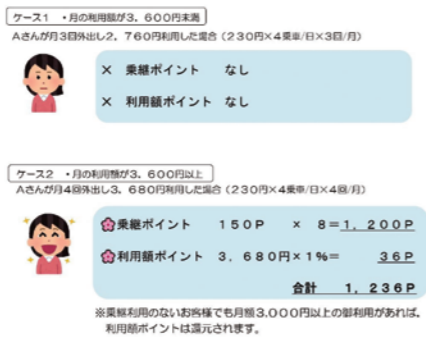 ケース1 ・月の利用額が3,600円未満
Aさんが月3回外出し2,760円利用した場合(230円×4乗車/日×3回/月)
× 乗継ポイント なし
× 利用額ポイント なし
ケース2 ・月の利用額が3,600円以上
Aさんが月4回外出し3,680円利用した場合(230円×4乗車/日×4回/月)
乗継ポイント 150P × 8=1,200P
利用額ポイント 3,680円×1%= 36P
合計 1,236P
※乗継利用のないお客様でも月額3,000円以上の御利用があれば、
利用額ポイントは還元されます。